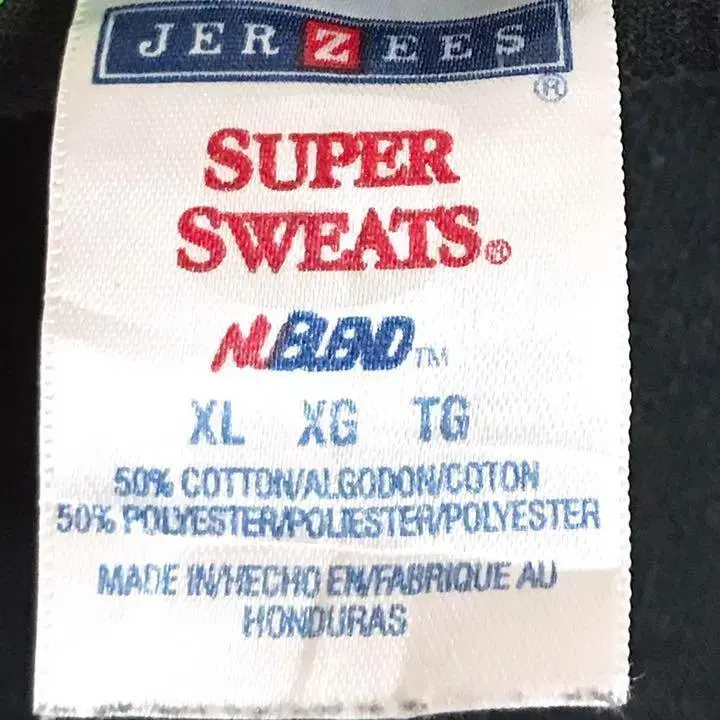 JERZEES®
SUPER
SWEATS®
NUBLEND™
XL XG TG
50% COTTON/ALGODON/COTON
50% POLYESTER/POLIESTER/POLYESTER
MADE IN/HECHO EN/FABRIQUE AU
HONDURAS